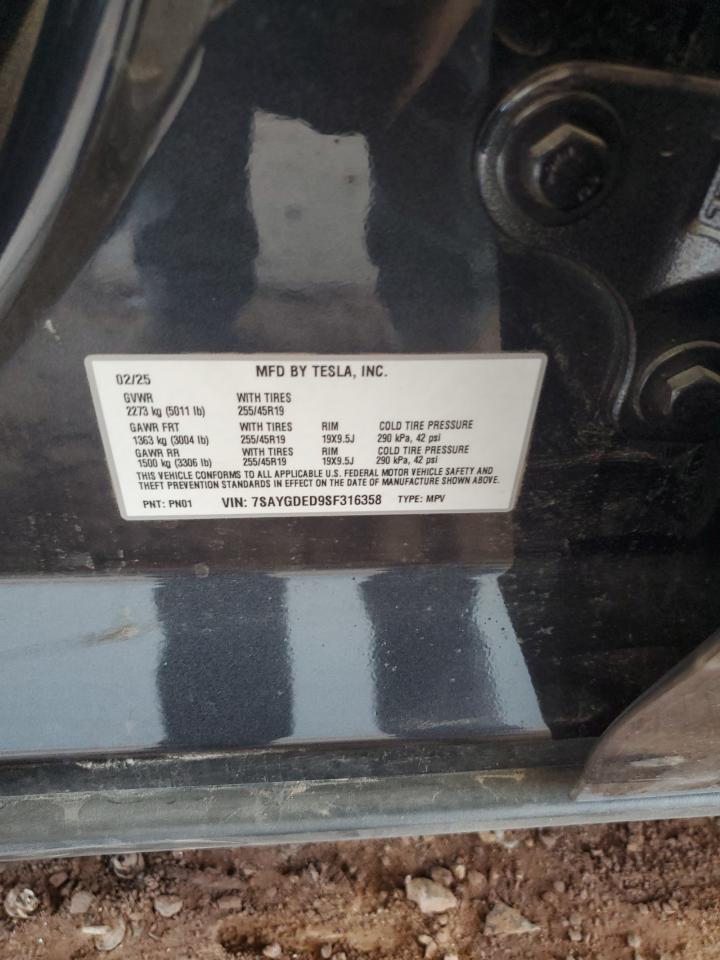 MFD BY TESLA, INC.
02/25
GVWR WITH TIRES
2273 kg (5011 lb) 255/45R19
GAWR FRT WITH TIRES RIM COLD TIRE PRESSURE
1363 kg (3004 lb) 255/45R19 19X9.5J 290 kPa, 42 psi
GAWR RR WITH TIRES RIM COLD TIRE PRESSURE
1500 kg (3306 lb) 255/45R19 19X9.5J 290 kPa, 42 psi
THIS VEHICLE CONFORMS TO ALL APPLICABLE U.S. FEDERAL MOTOR VEHICLE SAFETY AND
THEFT PREVENTION STANDARDS IN EFFECT ON THE DATE OF MANUFACTURE SHOWN ABOVE.
PNT: PN01 VIN: 7SAYGDED9SF316358 TYPE: MPV